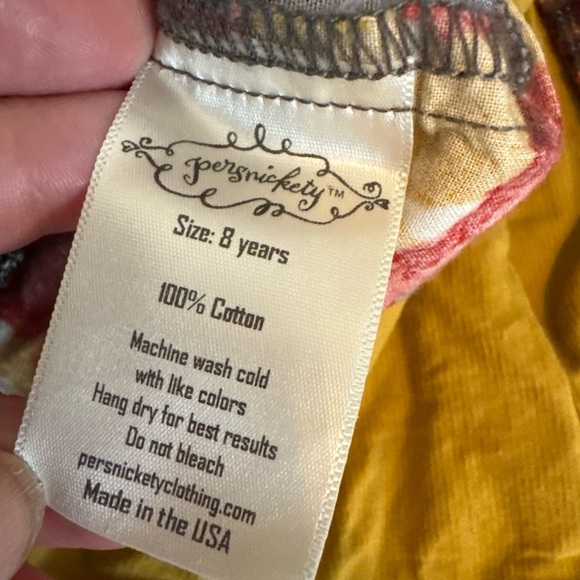 persnickety™
Size: 8 years
100% Cotton
Machine wash cold
with like colors
Hang dry for best results
Do not bleach
persnicketyclothing.com
Made in the USA